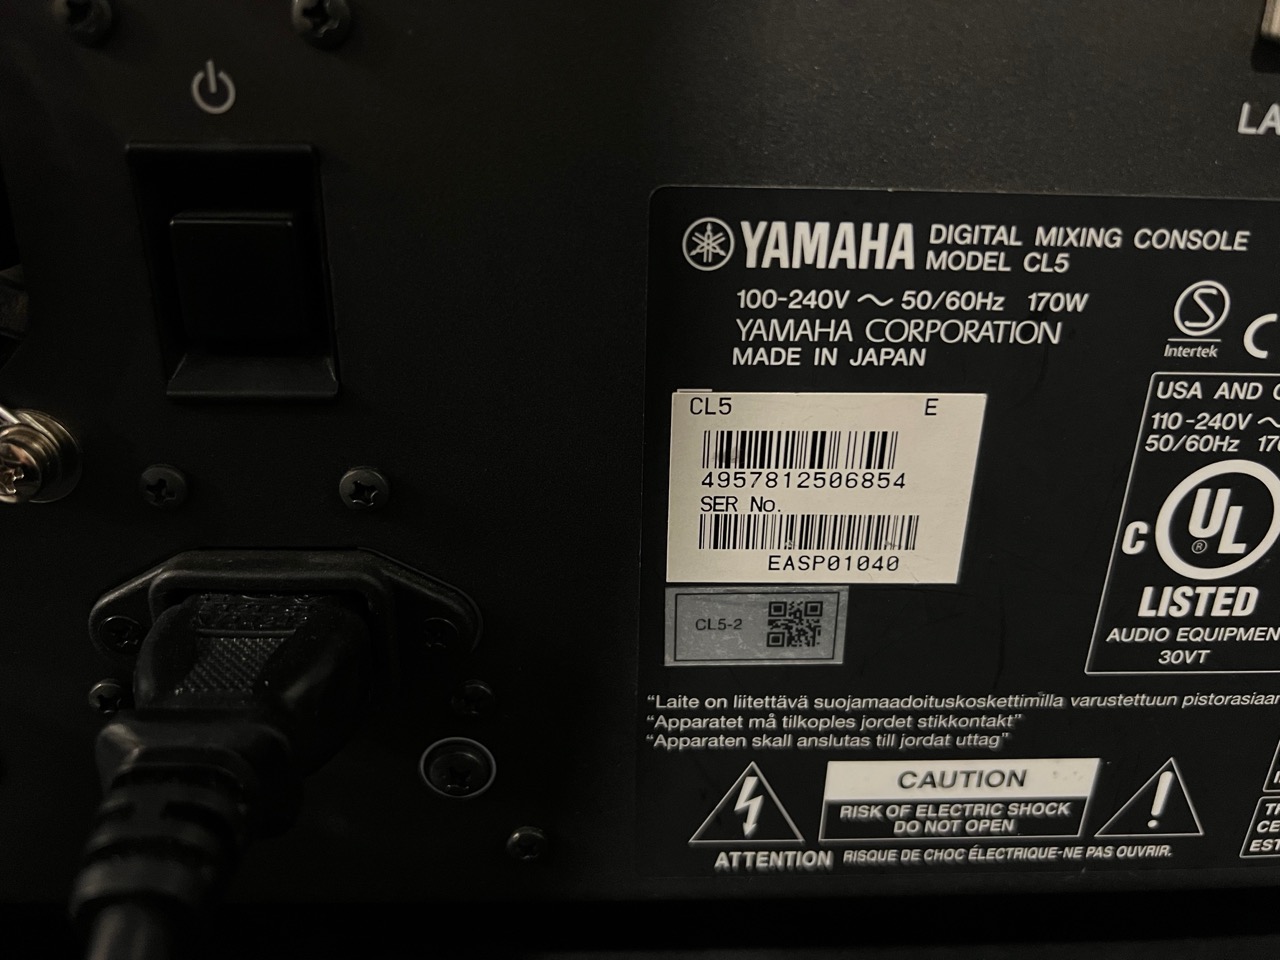 LA
YAMAHA DIGITAL MIXING CONSOLE
MODEL CL5
100-240V ～ 50/60Hz 170W
YAMAHA CORPORATION
MADE IN JAPAN
Intertek
CL5 E
4957812506854
SER No.
EASP01040
CL5-2
USA AND
110-240V ～
50/60Hz
C UL ®
LISTED
AUDIO EQUIPMEN
30VT
"Laite on liitettävä suojamaadoituskoskettimilla varustettuun pistorasiaan
"Apparatet må tilkoples jordet stikkontakt"
"Apparaten skall anslutas till jordat uttag"
CAUTION
RISK OF ELECTRIC SHOCK
DO NOT OPEN
ATTENTION RISQUE DE CHOC ÉLECTRIQUE-NE PAS OUVRIR.